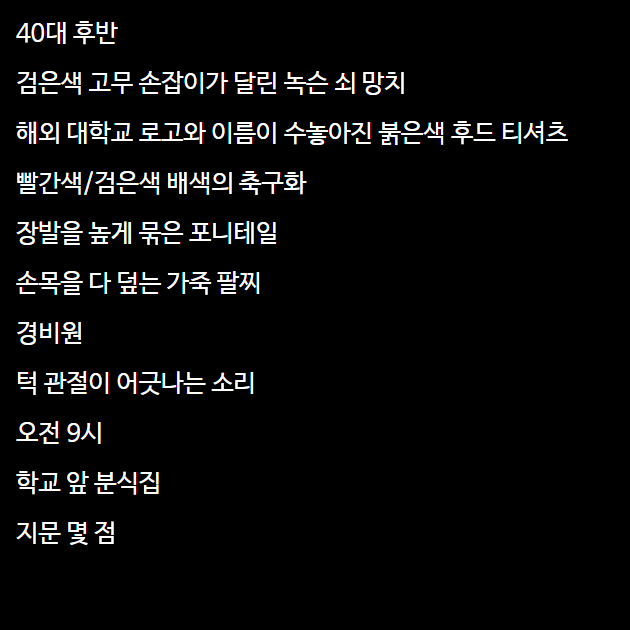 40대 후반
검은색 고무 손잡이가 달린 녹슨 쇠 망치
해외 대학교 로고와 이름이 수놓아진 붉은색 후드 티셔츠
빨간색/검은색 배색의 축구화
장발을 높게 묶은 포니테일
손목을 다 덮는 가죽 팔찌
경비원
턱 관절이 어긋나는 소리
오전 9시
학교 앞 분식집
지문 몇 점